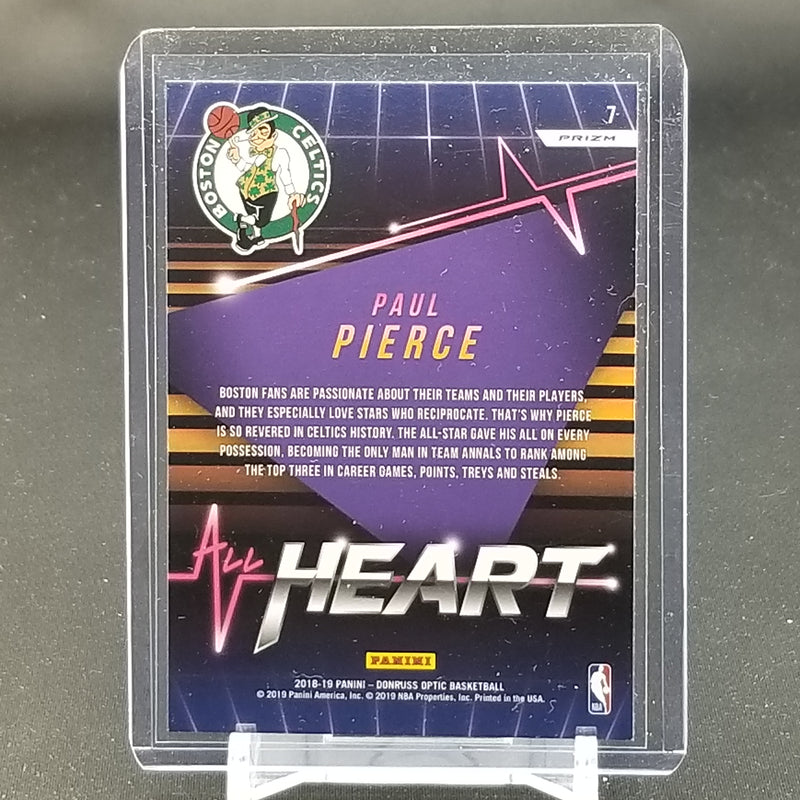 7
PRIZM
BOSTON CELTICS
PAUL
PIERCE
BOSTON FANS ARE PASSIONATE ABOUT THEIR TEAMS AND THEIR PLAYERS,
AND THEY ESPECIALLY LOVE STARS WHO RECIPROCATE. THAT'S WHY PIERCE
IS SO REVERED IN CELTICS HISTORY. THE ALL-STAR GAVE HIS ALL ON EVERY
POSSESSION, BECOMING THE ONLY MAN IN TEAM ANNALS TO RANK AMONG
THE TOP THREE IN CAREER GAMES, POINTS, TREYS AND STEALS.
ALL
HEART
PANINI
2018-19 PANINI – DONRUSS OPTIC BASKETBALL
© 2019 Panini America, Inc. © 2019 NBA Properties, Inc. Printed in the USA.
NBA